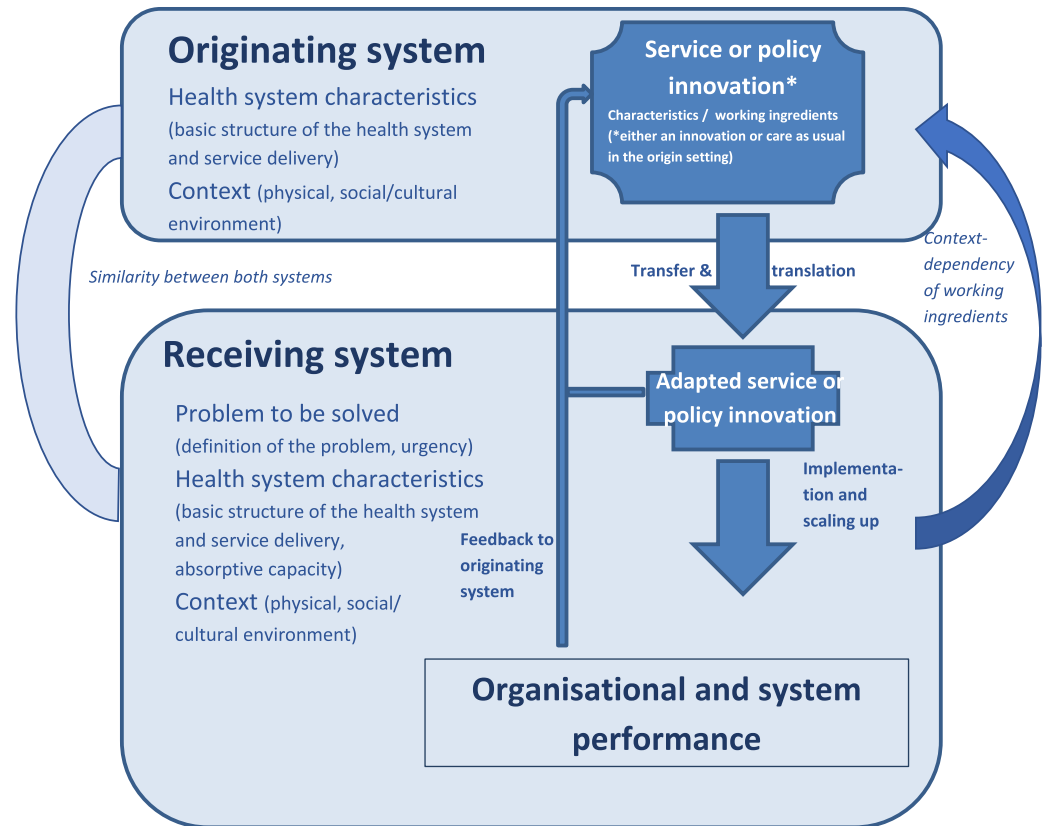 Originating system
Health system characteristics
(basic structure of the health system
and service delivery)
Context (physical, social/cultural
environment)
Service or policy
innovation*
Characteristics / working ingredients
(*either an innovation or care as usual
in the origin setting)
Similarity between both systems
Transfer & translation
Context-
dependency
of working
ingredients
Receiving system
Problem to be solved
(definition of the problem, urgency)
Health system characteristics
(basic structure of the health system
and service delivery,
absorptive capacity)
Context (physical, social/
cultural environment)
Adapted service or
policy innovation
Implementa-
tion and
scaling up
Feedback to
originating
system
Organisational and system
performance